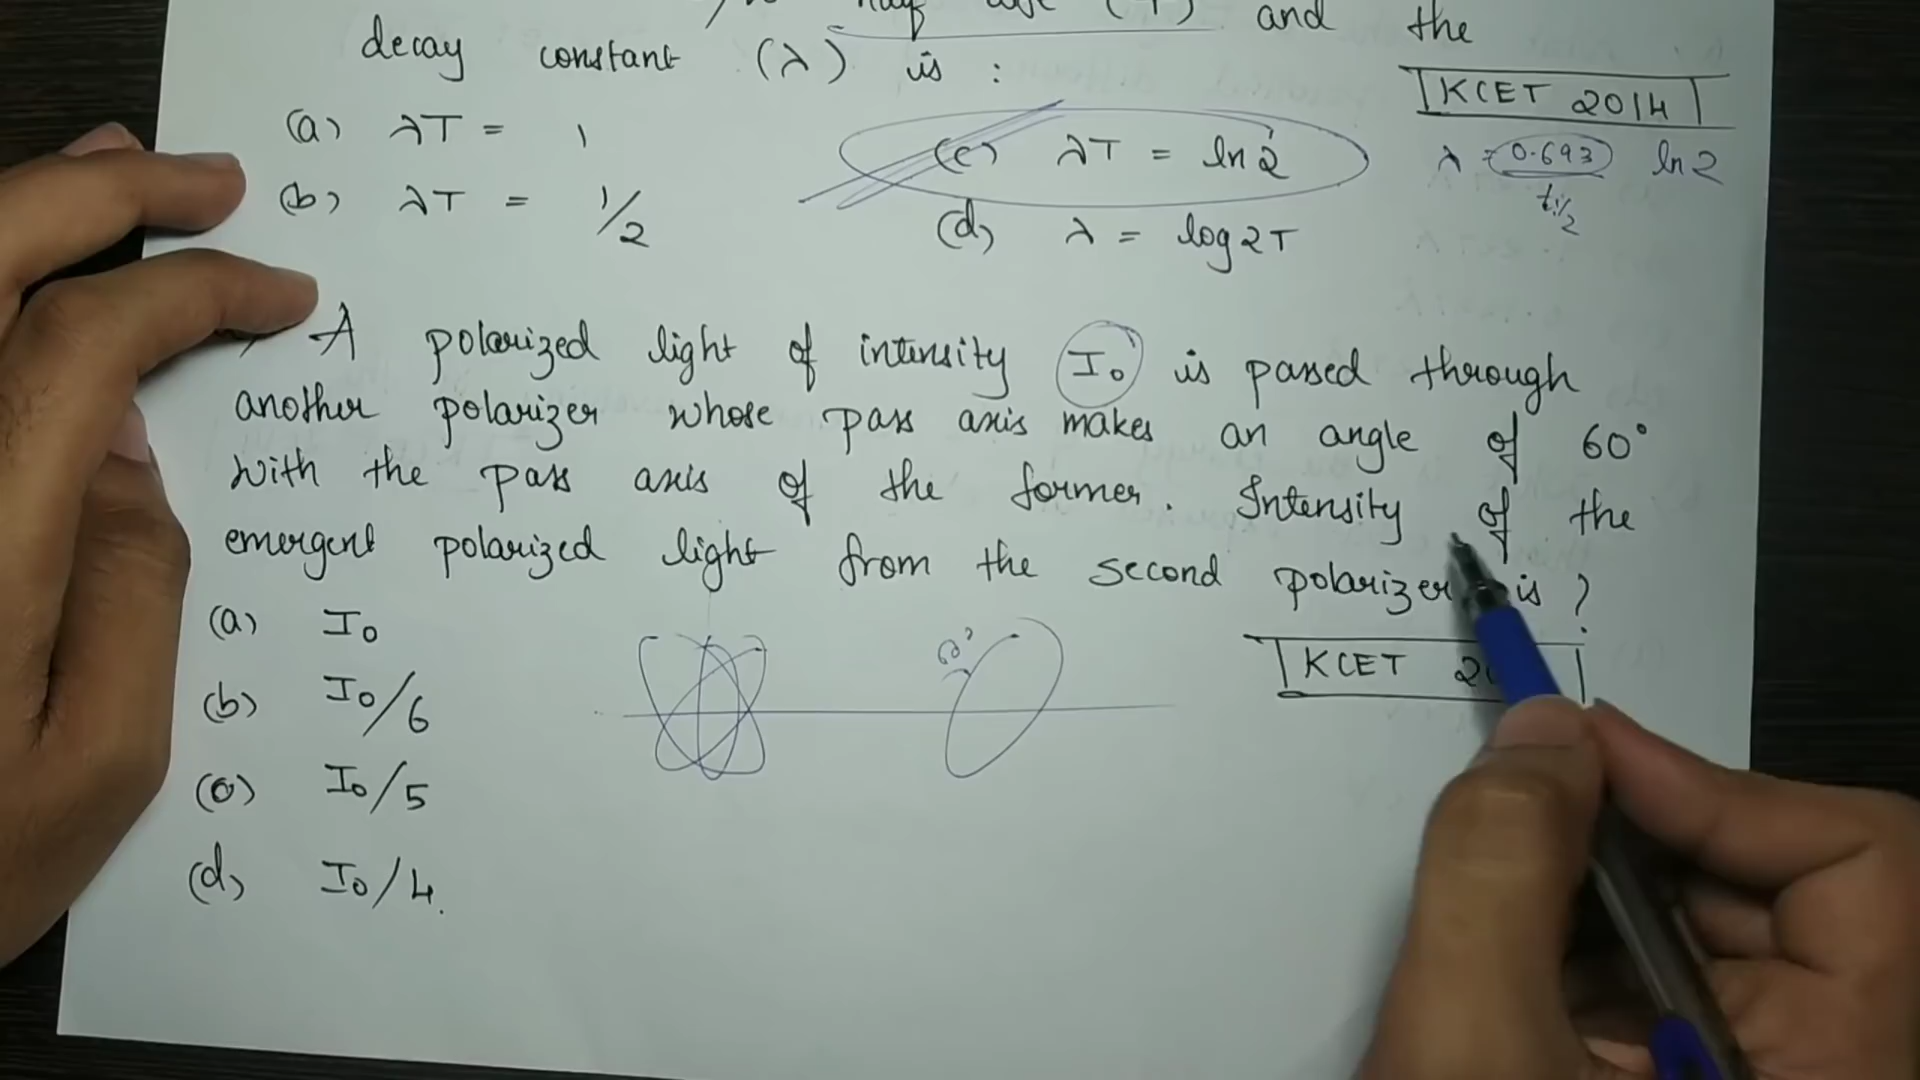 and the
decay constant (λ) is :
KCET 2014
(a) λT = 1
(c) λT = ln 2
λ = 0.693 ln 2
t1/2
(b) λT = 1/2
(d) λ = log 2T
A polarized light of intensity I₀ is passed through
another polarizer whose pass axis makes an angle of 60°
with the pass axis of the former. Intensity of the
emergent polarized light from the second polarizer is ?
(a) I₀
60°
KCET
(b) I₀/6
(c) I₀/5
(d) I₀/4.